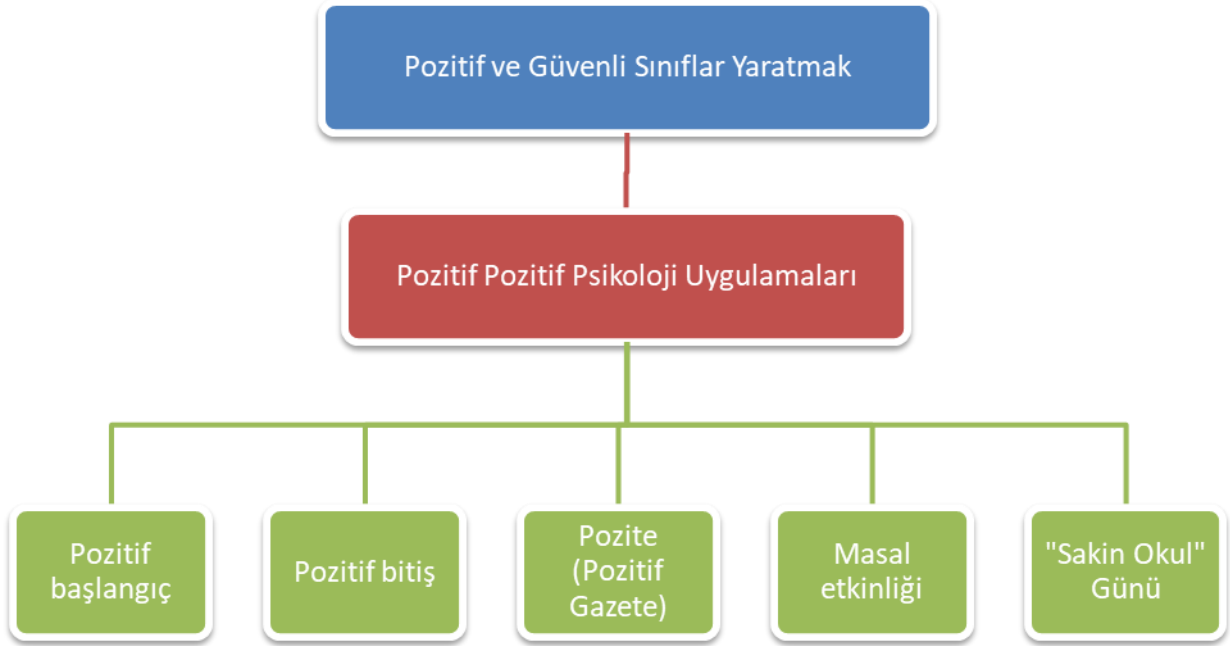 Pozitif ve Güvenli Sınıflar Yaratmak
Pozitif Pozitif Psikoloji Uygulamaları
Pozitif
başlangıç
Pozitif bitiş
Pozite
(Pozitif
Gazete)
Masal
etkinliği
"Sakin Okul"
Günü